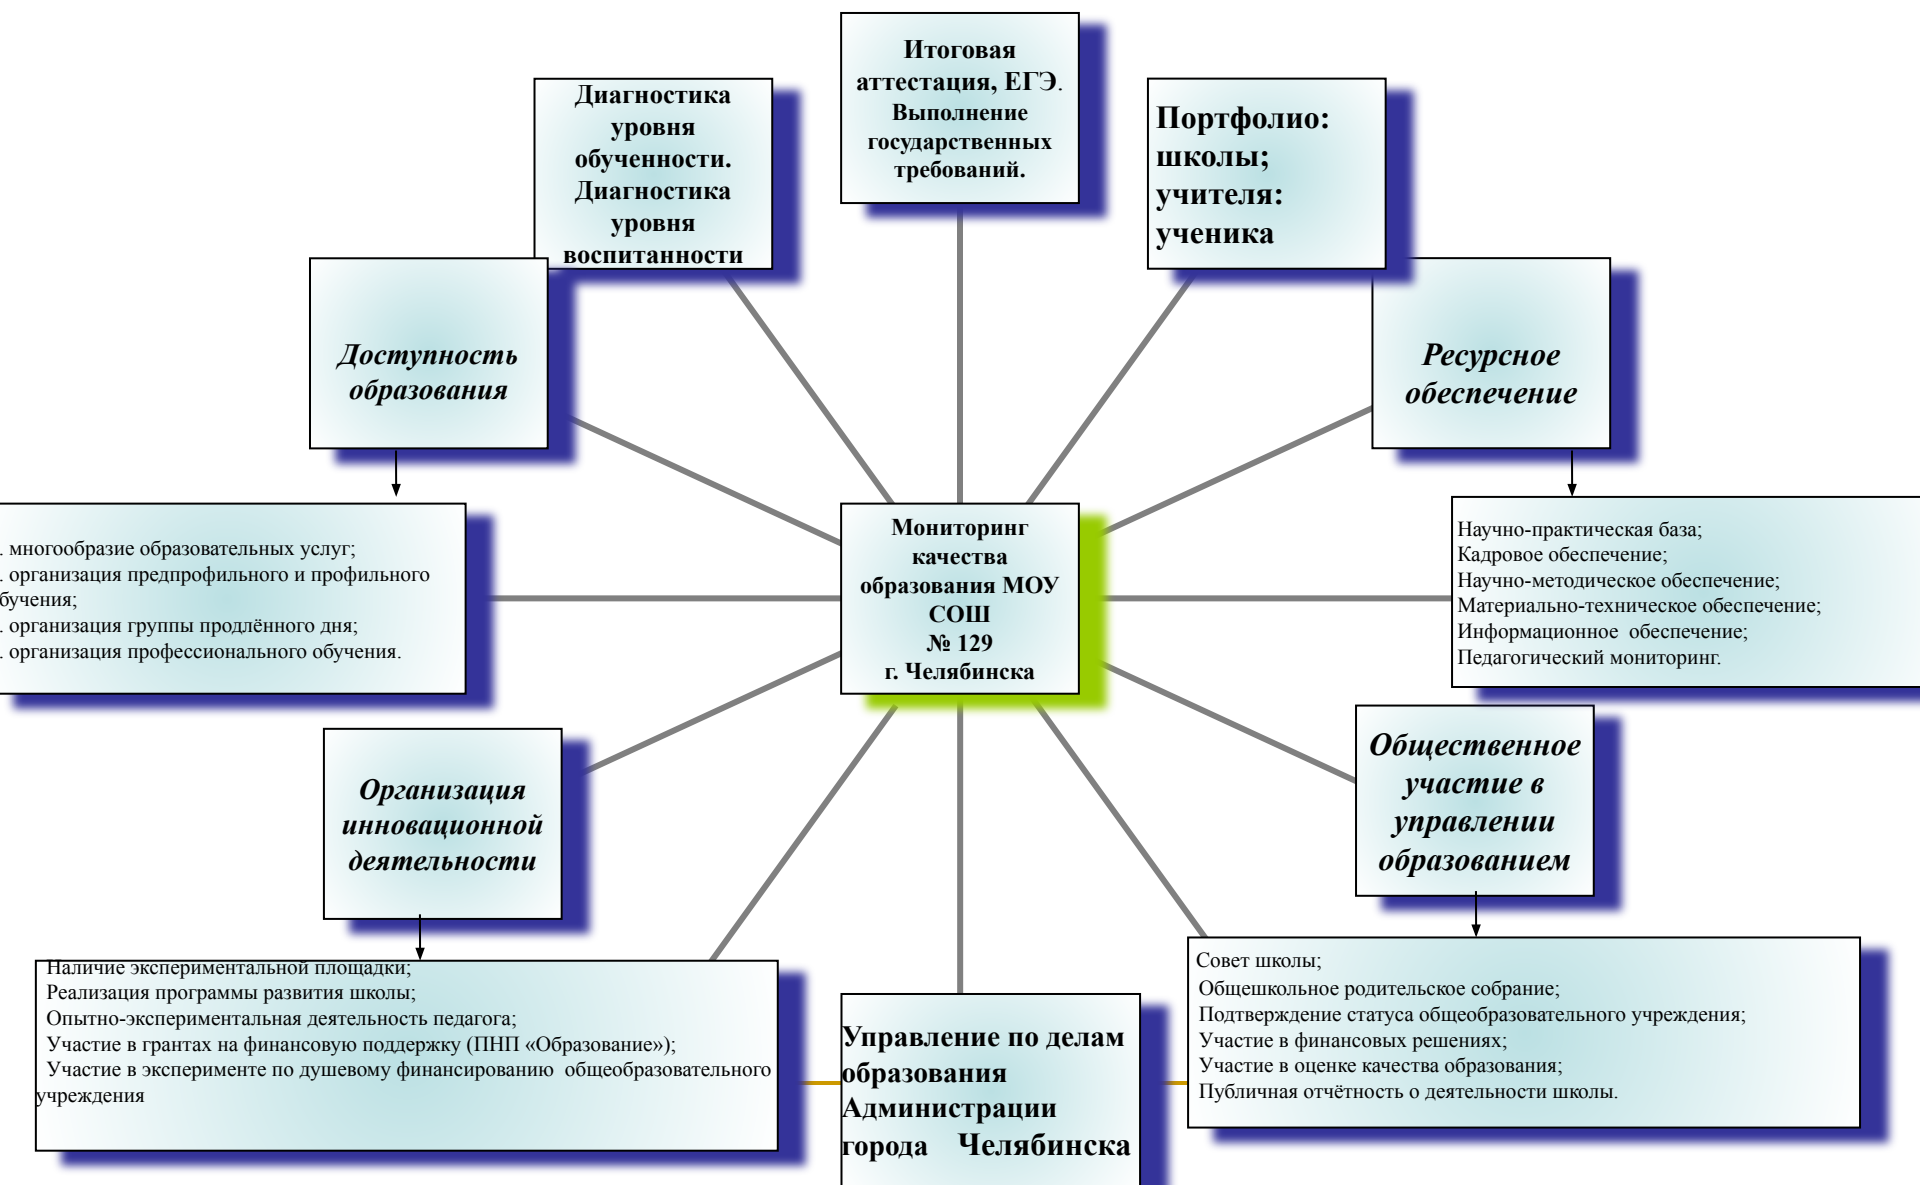 Итоговая
аттестация, ЕГЭ.
Выполнение
государственных
требований.
Диагностика
уровня
обученности.
Диагностика
уровня
воспитанности
Портфолио:
школы;
учителя:
ученика
Доступность
образования
Ресурсное
обеспечение
. многообразие образовательных услуг;
. организация предпрофильного и профильного
бучения;
. организация группы продлённого дня;
. организация профессионального обучения.
Мониторинг
качества
образования МОУ
СОШ
№ 129
г. Челябинска
Научно-практическая база;
Кадровое обеспечение;
Научно-методическое обеспечение;
Материально-техническое обеспечение;
Информационное обеспечение;
Педагогический мониторинг.
Организация
инновационной
деятельности
Общественное
участие в
управлении
образованием
Наличие экспериментальной площадки;
Реализация программы развития школы;
Опытно-экспериментальная деятельность педагога;
Участие в грантах на финансовую поддержку (ПНП «Образование»);
Участие в эксперименте по душевому финансированию общеобразовательного
учреждения
Управление по делам
образования
Администрации
города Челябинска
Совет школы;
Общешкольное родительское собрание;
Подтверждение статуса общеобразовательного учреждения;
Участие в финансовых решениях;
Участие в оценке качества образования;
Публичная отчётность о деятельности школы.